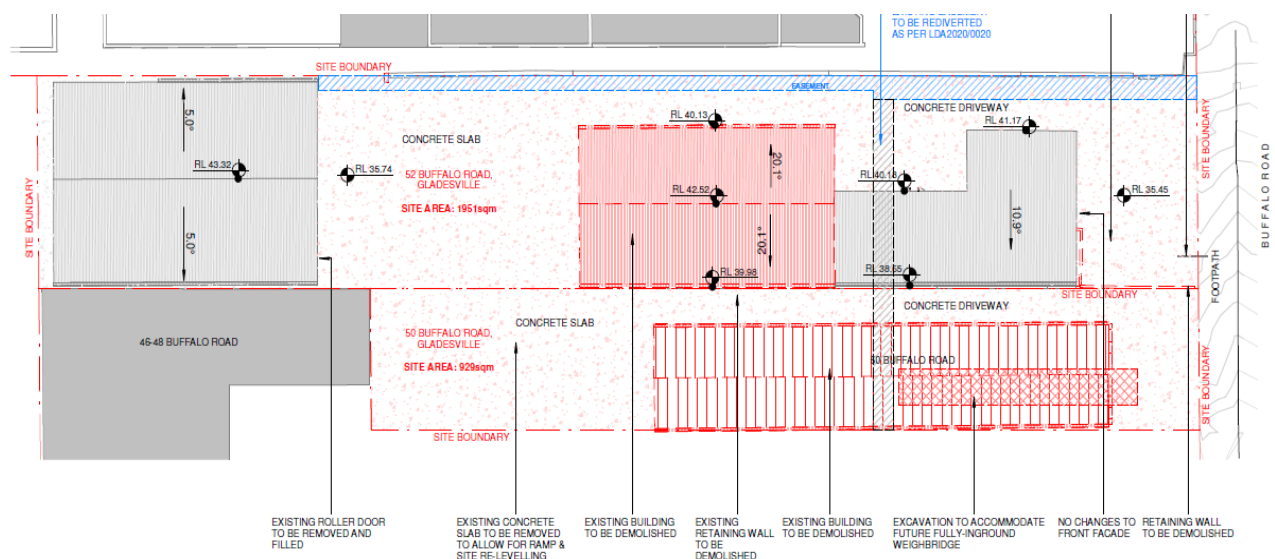 TO BE REDIVERTED
AS PER LDA2020/0020
SITE BOUNDARY
EASEMENT
CONCRETE DRIVEWAY
RL 40.13
RL 41.17
5.0°
CONCRETE SLAB
20.1°
SITE BOUNDARY
BUFFALO ROAD
RL 43.32
RL 35.74
52 BUFFALO ROAD,
GLADESVILLE
SITE AREA: 1951sqm
RL 42.52
RL 40.18
RL 35.45
SITE BOUNDARY
5.0°
20.1°
10.9°
RL 39.98
RL 38.65
FOOTPATH
SITE BOUNDARY
CONCRETE DRIVEWAY
CONCRETE SLAB
46-48 BUFFALO ROAD
50 BUFFALO ROAD,
GLADESVILLE
SITE AREA: 929sqm
50 BUFFALO ROAD
SITE BOUNDARY
SITE BOUNDARY
EXISTING ROLLER DOOR
TO BE REMOVED AND
FILLED
EXISTING CONCRETE
SLAB TO BE REMOVED
TO ALLOW FOR RAMP &
SITE RE-LEVELLING
EXISTING BUILDING
TO BE DEMOLISHED
EXISTING
RETAINING WALL
TO BE
DEMOLISHED
EXISTING BUILDING
TO BE DEMOLISHED
EXCAVATION TO ACCOMMODATE
FUTURE FULLY-INGROUND
WEIGHBRIDGE
NO CHANGES TO
FRONT FACADE
RETAINING WALL
TO BE DEMOLISHED